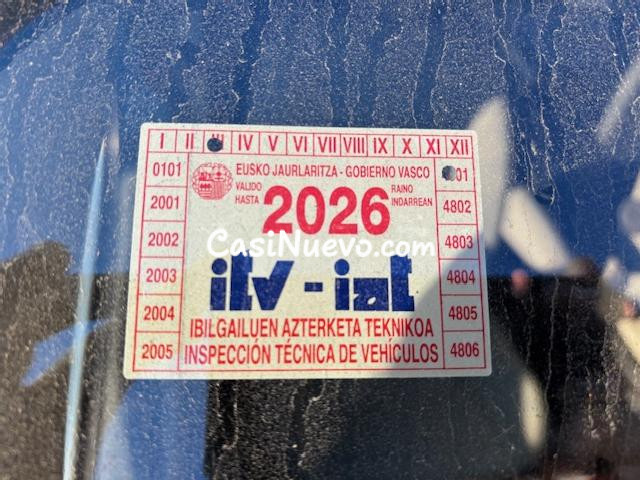 I II III IV V VI VII VIII IX X XI XII
0101 EUSKO JAURLARITZA - GOBIERNO VASCO 01
VALIDO HASTA 2026 RAINO INDARREAN
2001 4802
2002 4803
CasiNuevo.com
2003 itv - iat 4804
2004 4805
IBILGAILUEN AZTERKETA TEKNIKOA
2005 INSPECCIÓN TÉCNICA DE VEHÍCULOS 4806